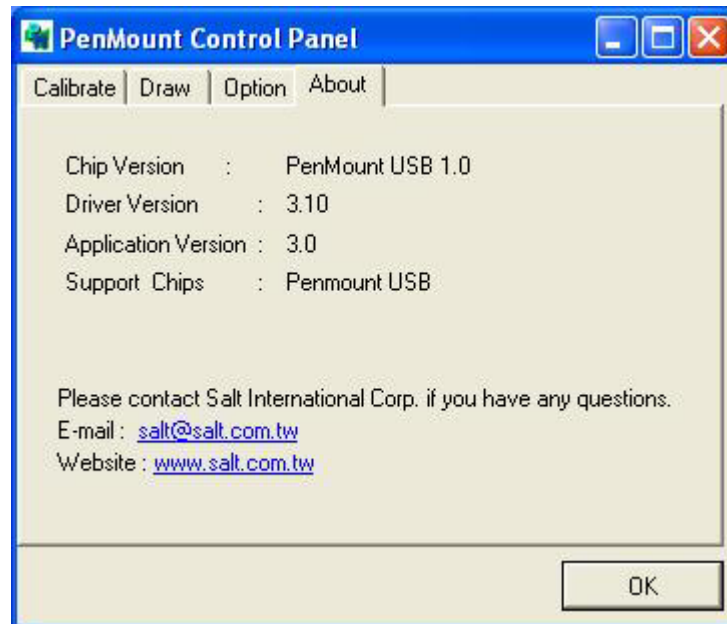 PenMount Control Panel
Calibrate Draw Option About
Chip Version : PenMount USB 1.0
Driver Version : 3.10
Application Version : 3.0
Support Chips : Penmount USB
Please contact Salt International Corp. if you have any questions.
E-mail : salt@salt.com.tw
Website : www.salt.com.tw
OK